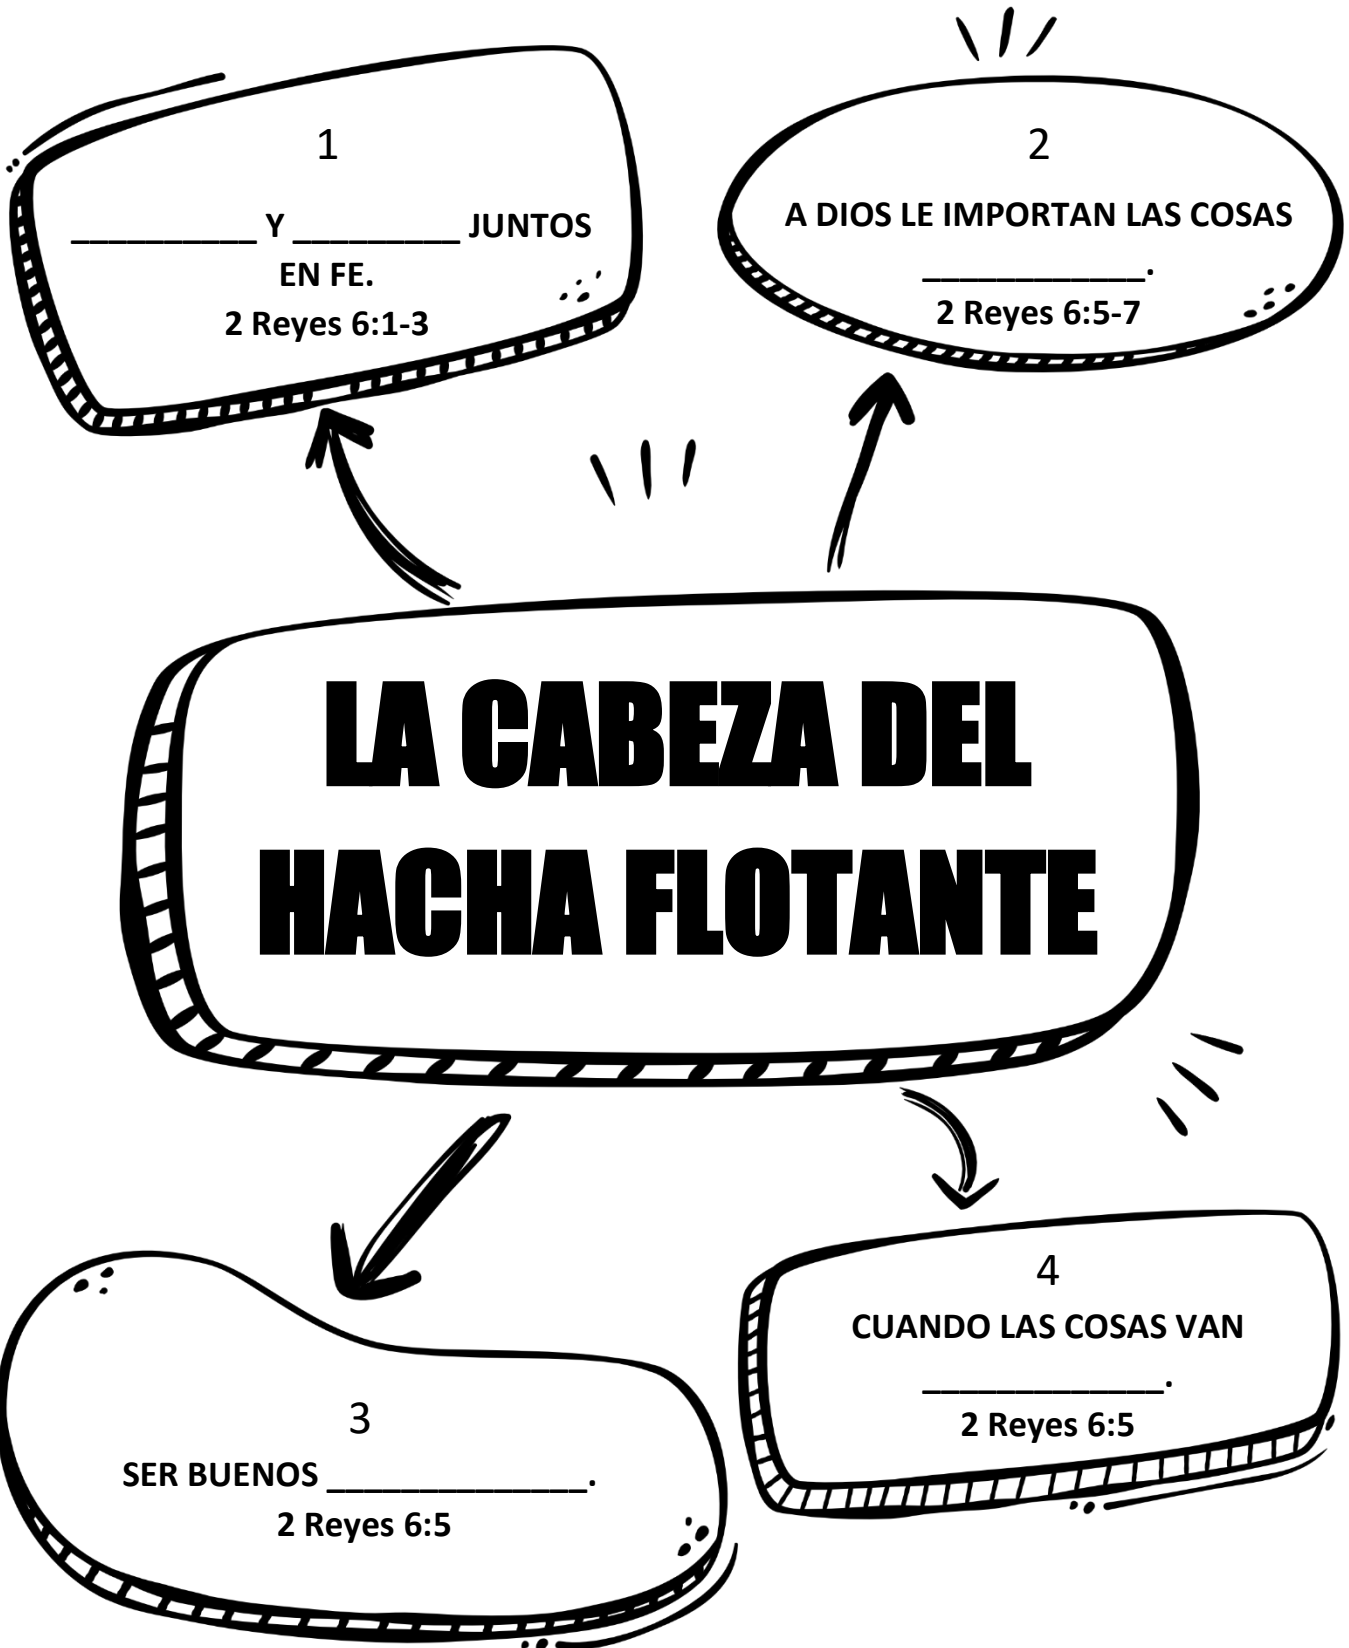 1
__________ Y _________ JUNTOS
EN FE.
2 Reyes 6:1-3
2
A DIOS LE IMPORTAN LAS COSAS
____________.
2 Reyes 6:5-7
LA CABEZA DEL
HACHA FLOTANTE
3
SER BUENOS ______________.
2 Reyes 6:5
4
CUANDO LAS COSAS VAN
_____________.
2 Reyes 6:5